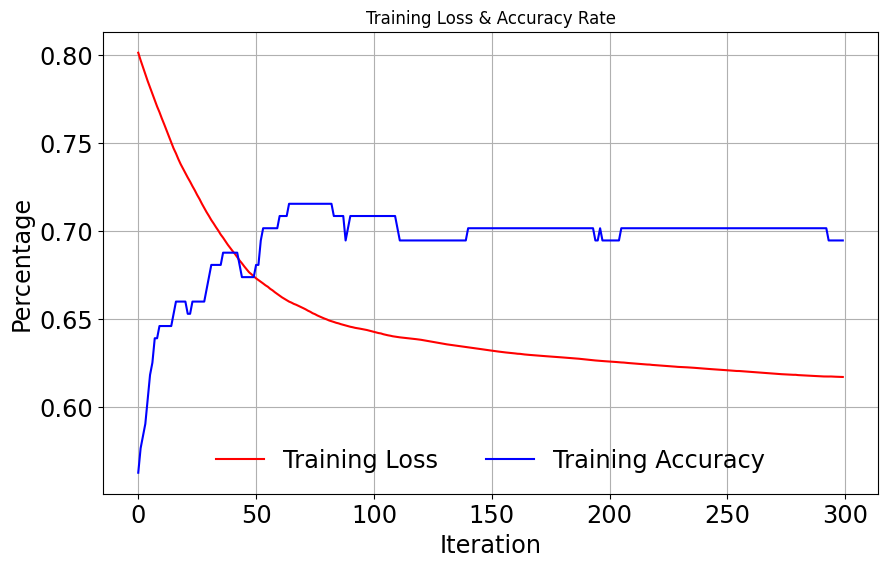 Training Loss & Accuracy Rate
Percentage
0.80
0.75
0.70
0.65
0.60
Training Loss
Training Accuracy
0 50 100 150 200 250 300
Iteration